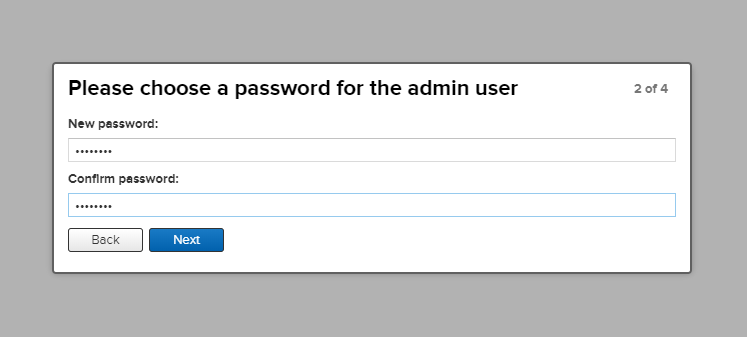 Please choose a password for the admin user
2 of 4
New password:
••••••••
Confirm password:
••••••••
Back
Next